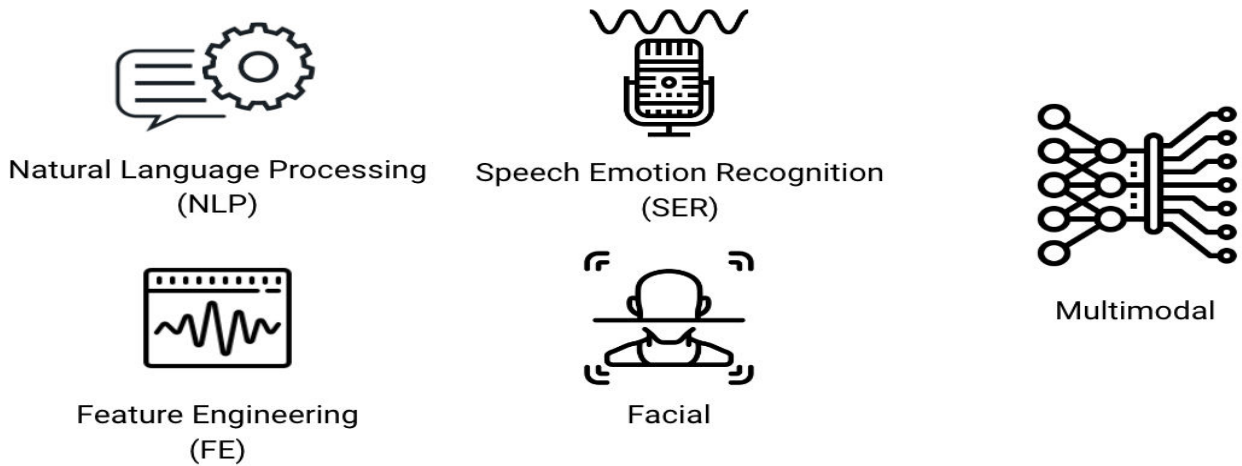 Natural Language Processing
(NLP)
Speech Emotion Recognition
(SER)
Multimodal
Feature Engineering
(FE)
Facial